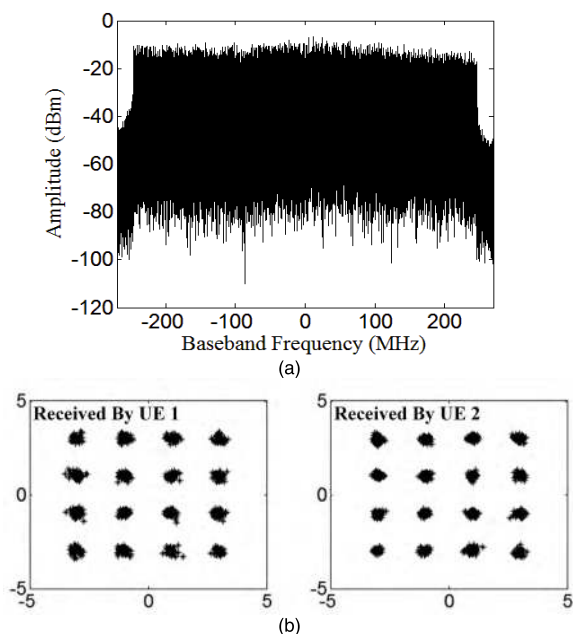 0
-20
-40
-60
-80
-100
-120
Amplitude (dBm)
-200 -100 0 100 200
Baseband Frequency (MHz)
(a)
5
0
-5
Received By UE 1
-5 0 5
5
0
-5
Received By UE 2
-5 0 5
(b)